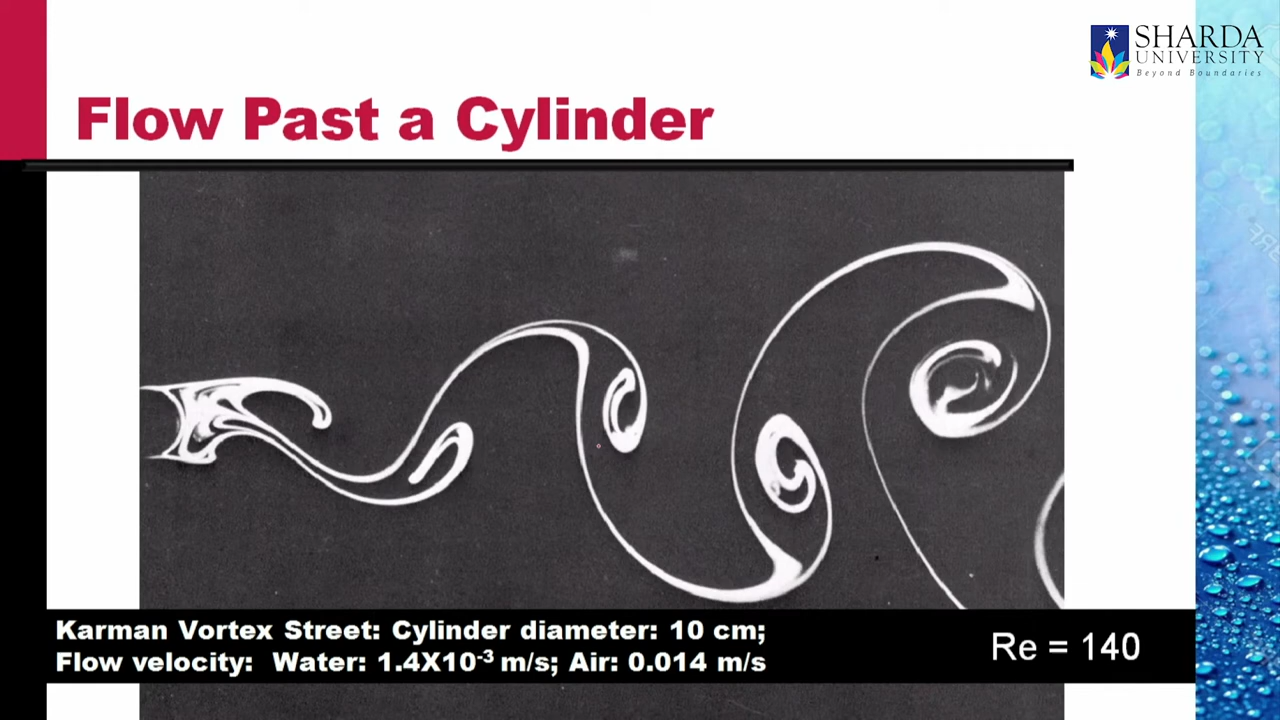 SHARDA
UNIVERSITY
Beyond Boundaries
Flow Past a Cylinder
Karman Vortex Street: Cylinder diameter: 10 cm;
Flow velocity: Water: 1.4X10⁻³ m/s; Air: 0.014 m/s
Re = 140